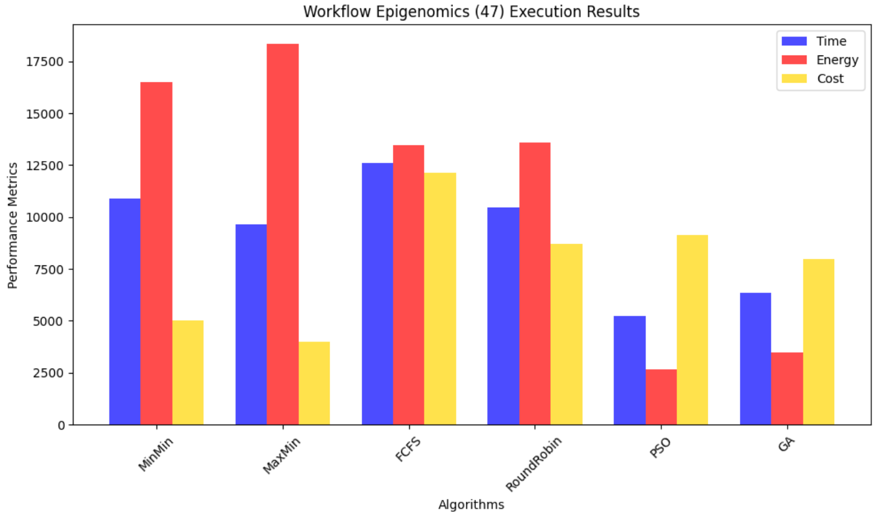 Workflow Epigenomics (47) Execution Results
Time
Energy
Cost
Performance Metrics
17500
15000
12500
10000
7500
5000
2500
0
MinMin
MaxMin
FCFS
RoundRobin
PSO
GA
Algorithms